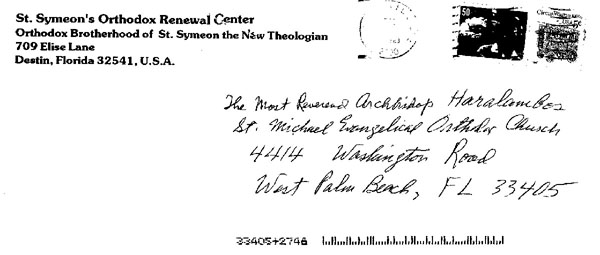 St. Symeon's Orthodox Renewal Center
Orthodox Brotherhood of St. Symeon the New Theologian
709 Elise Lane
Destin, Florida 32541, U.S.A.
50
The Most Reverend Archbishop Haralambos
St. Michael Evangelical Orthodox Church
4414 Washington Road
West Palm Beach, FL 33405
33405+2746